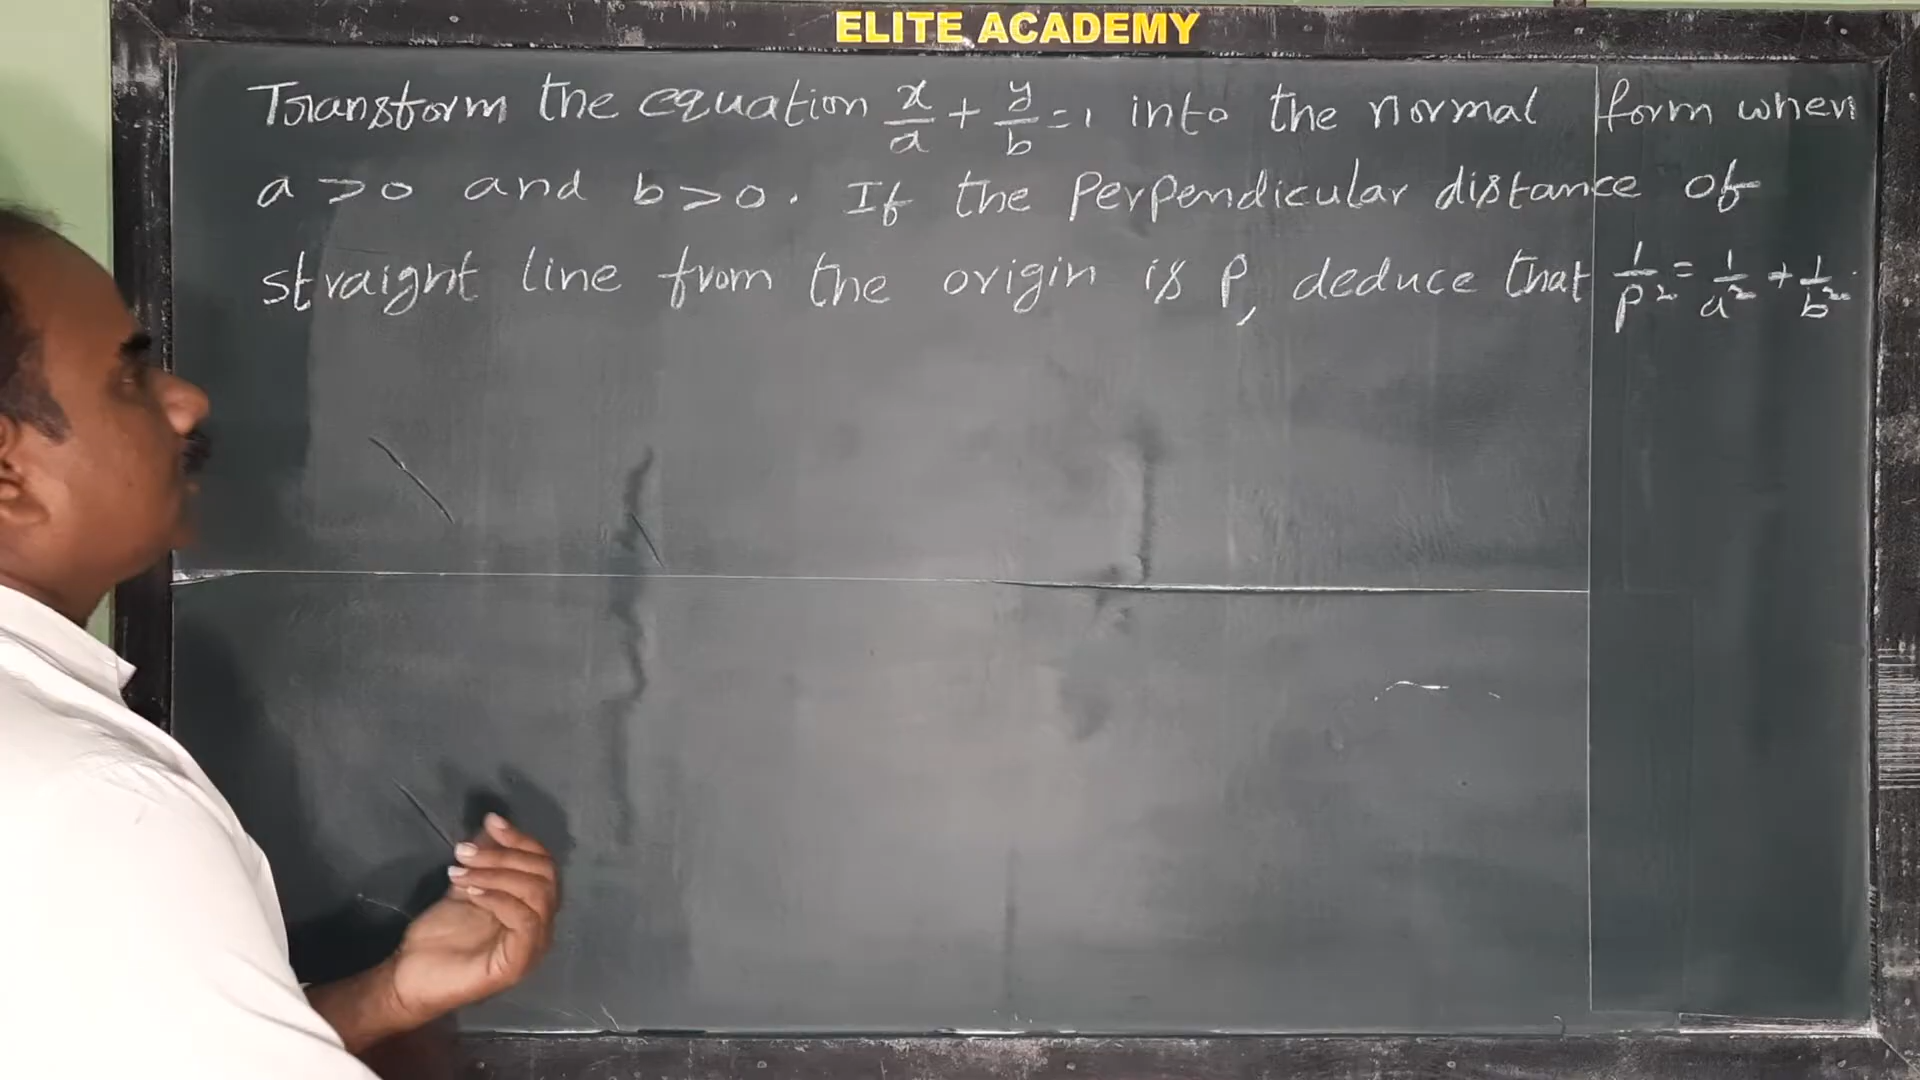 ELITE ACADEMY
Transform the equation x/a + y/b = 1 into the normal form when
a > 0 and b > 0. If the Perpendicular distance of
straight line from the origin is P, deduce that 1/P² = 1/a² + 1/b².